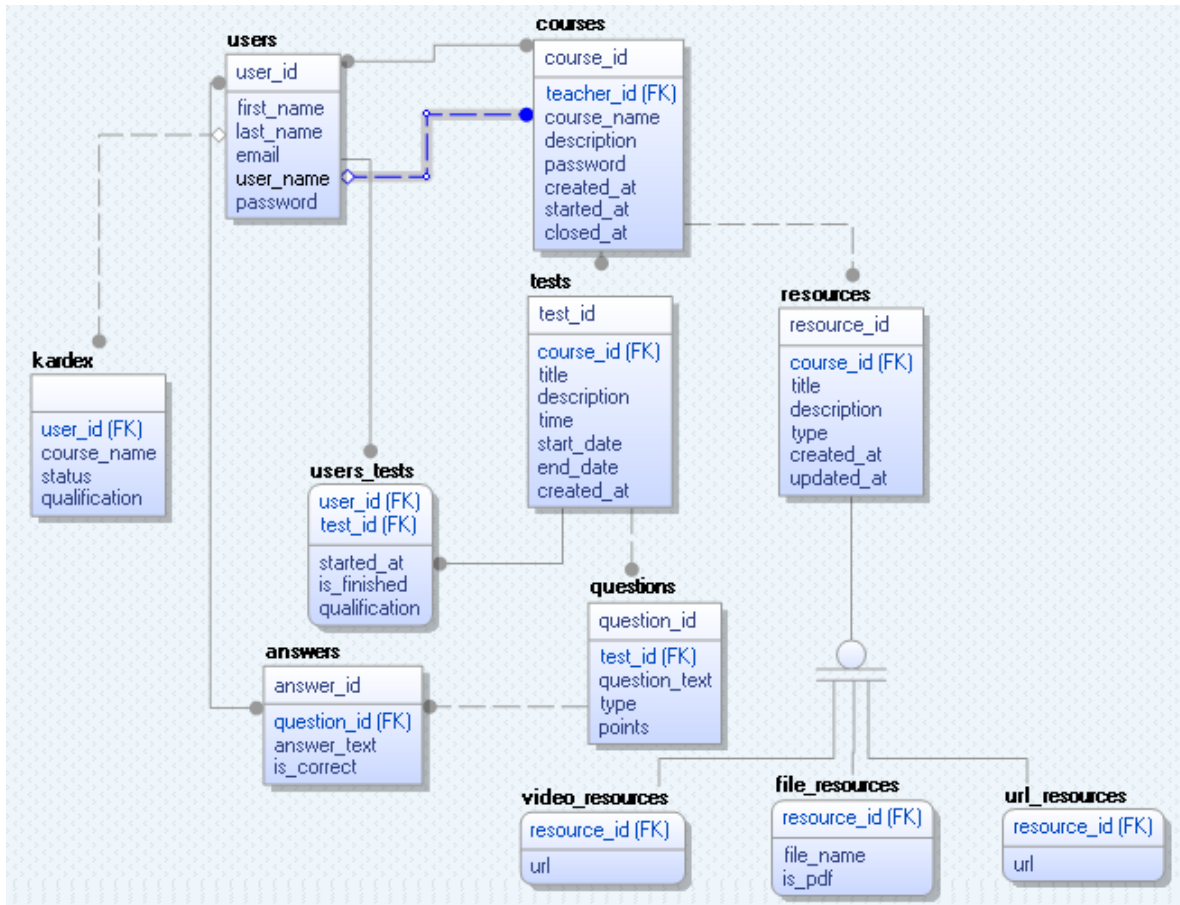 users
user_id
first_name
last_name
email
user_name
password
courses
course_id
teacher_id (FK)
course_name
description
password
created_at
started_at
closed_at
kardex
user_id (FK)
course_name
status
qualification
users_tests
user_id (FK)
test_id (FK)
started_at
is_finished
qualification
tests
test_id
course_id (FK)
title
description
time
start_date
end_date
created_at
resources
resource_id
course_id (FK)
title
description
type
created_at
updated_at
answers
answer_id
question_id (FK)
answer_text
is_correct
questions
question_id
test_id (FK)
question_text
type
points
video_resources
resource_id (FK)
url
file_resources
resource_id (FK)
file_name
is_pdf
url_resources
resource_id (FK)
url